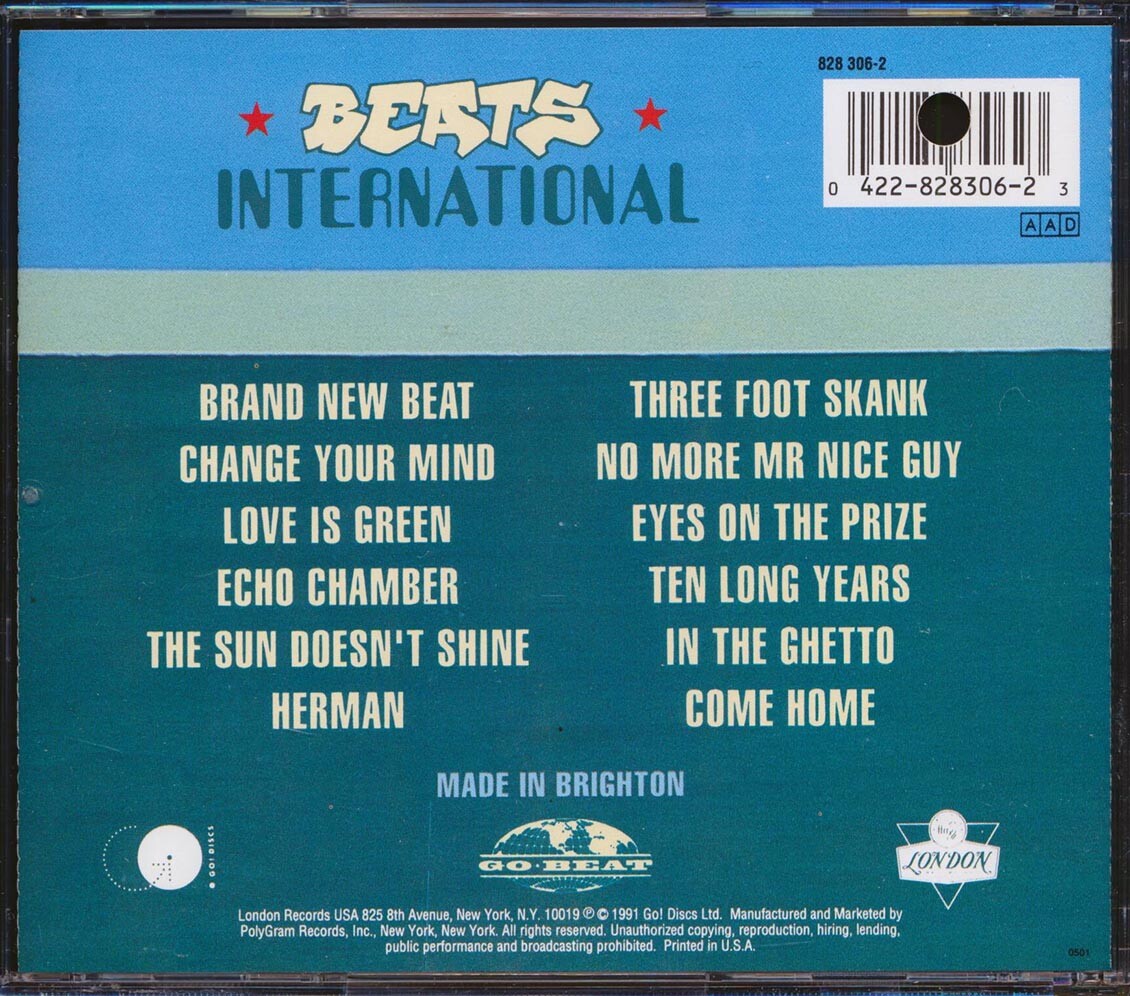 828 306-2
BEATS
INTERNATIONAL
0 422-828306-2 3
AAD
BRAND NEW BEAT
CHANGE YOUR MIND
LOVE IS GREEN
ECHO CHAMBER
THE SUN DOESN'T SHINE
HERMAN
THREE FOOT SKANK
NO MORE MR NICE GUY
EYES ON THE PRIZE
TEN LONG YEARS
IN THE GHETTO
COME HOME
MADE IN BRIGHTON
GO! DISCS
GO·BEAT
LONDON
London Records USA 825 8th Avenue, New York, N.Y. 10019 ℗ © 1991 Go! Discs Ltd. Manufactured and Marketed by
PolyGram Records, Inc., New York, New York. All rights reserved. Unauthorized copying, reproduction, hiring, lending,
public performance and broadcasting prohibited. Printed in U.S.A.
0501